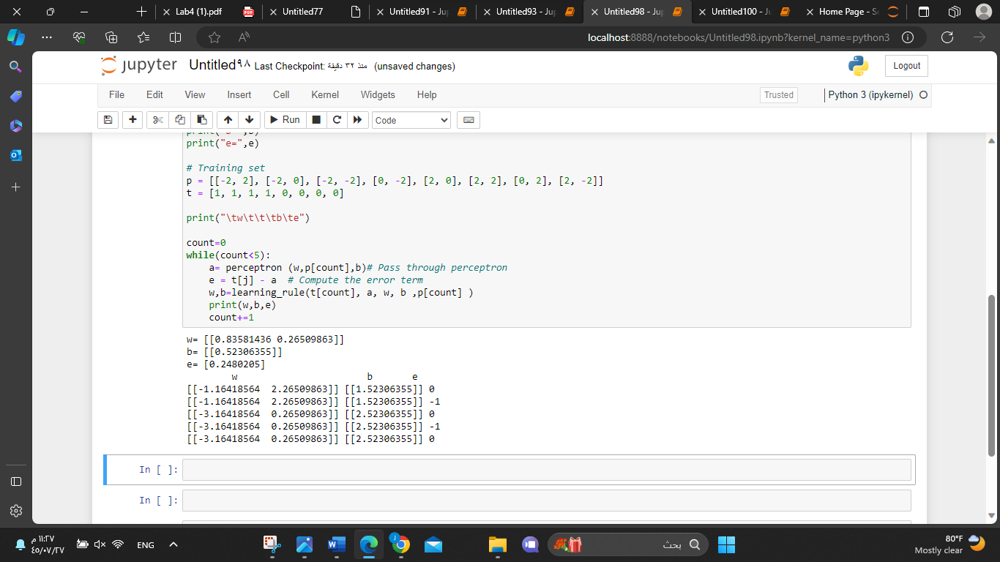 Lab4 (1).pdf
Untitled77
Untitled91 - Ju
Untitled93 - Ju
Untitled98 - Ju
Untitled100 - J
Home Page - Se
localhost:8888/notebooks/Untitled98.ipynb?kernel_name=python3
jupyter Untitled٩٨ Last Checkpoint: منذ ٣٢ دقيقة (unsaved changes)
Logout
File Edit View Insert Cell Kernel Widgets Help
Trusted
Python 3 (ipykernel)
Run
Code
print("e=",e)
# Training set
p = [[-2, 2], [-2, 0], [-2, -2], [0, -2], [2, 0], [2, 2], [0, 2], [2, -2]]
t = [1, 1, 1, 1, 0, 0, 0, 0]
print("\tw\t\t\tb\te")
count=0
while(count<5):
    a= perceptron (w,p[count],b)# Pass through perceptron
    e = t[j] - a  # Compute the error term
    w,b=learning_rule(t[count], a, w, b ,p[count] )
    print(w,b,e)
    count+=1
w= [[0.83581436 0.26509863]]
b= [[0.52306355]]
e= [0.2480205]
w b e
[[-1.16418564  2.26509863]] [[1.52306355]] 0
[[-1.16418564  2.26509863]] [[1.52306355]] -1
[[-3.16418564  0.26509863]] [[2.52306355]] 0
[[-3.16418564  0.26509863]] [[2.52306355]] -1
[[-3.16418564  0.26509863]] [[2.52306355]] 0
In [ ]:
In [ ]:
١١:٢٧ م
٤٥/٠٧/٢٧
ENG
بحث
80°F
Mostly clear